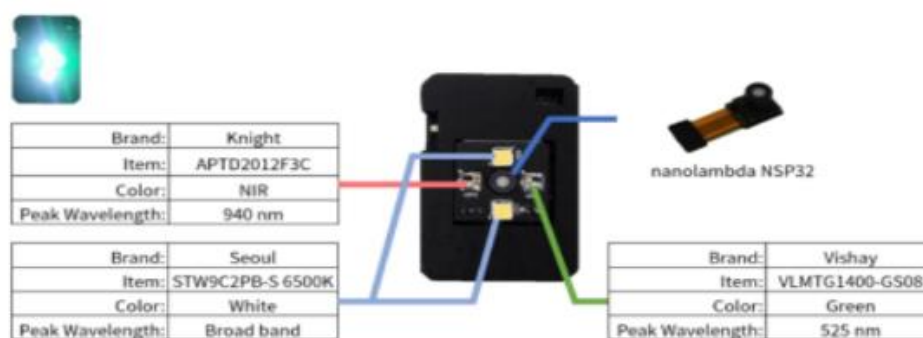 Brand: Knight
Item: APTD2012F3C
Color: NIR
Peak Wavelength: 940 nm
nanolambda NSP32
Brand: Seoul
Item: STW9C2PB-S 6500K
Color: White
Peak Wavelength: Broad band
Brand: Vishay
Item: VLMTG1400-GS08
Color: Green
Peak Wavelength: 525 nm